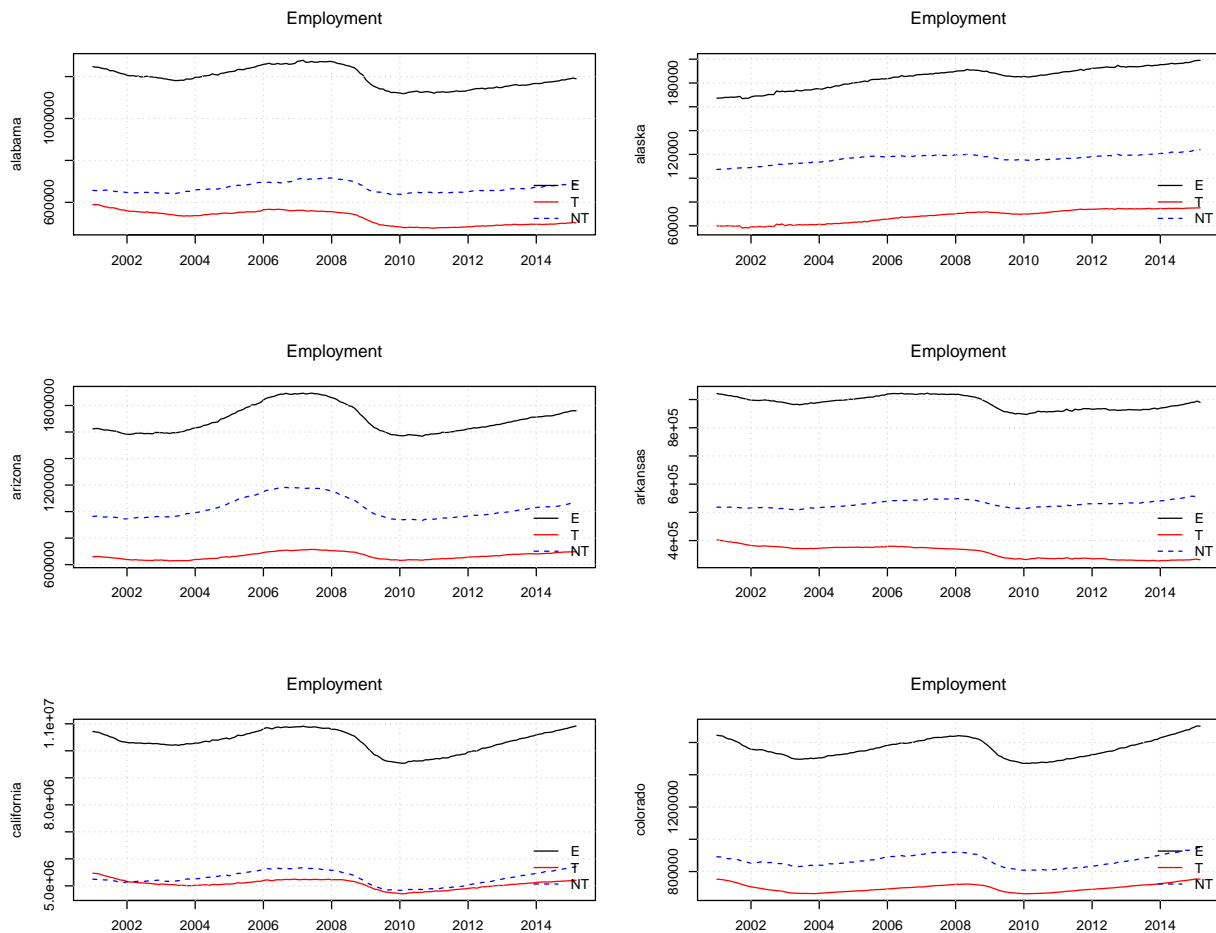 Employment
alabama
600000 1000000
E
T
NT
2002 2004 2006 2008 2010 2012 2014
Employment
alaska
60000 120000 180000
E
T
NT
2002 2004 2006 2008 2010 2012 2014
Employment
arizona
600000 1200000 1800000
E
T
NT
2002 2004 2006 2008 2010 2012 2014
Employment
arkansas
4e+05 6e+05 8e+05
E
T
NT
2002 2004 2006 2008 2010 2012 2014
Employment
california
5.0e+06 8.0e+06 1.1e+07
E
T
NT
2002 2004 2006 2008 2010 2012 2014
Employment
colorado
800000 1200000
E
T
NT
2002 2004 2006 2008 2010 2012 2014